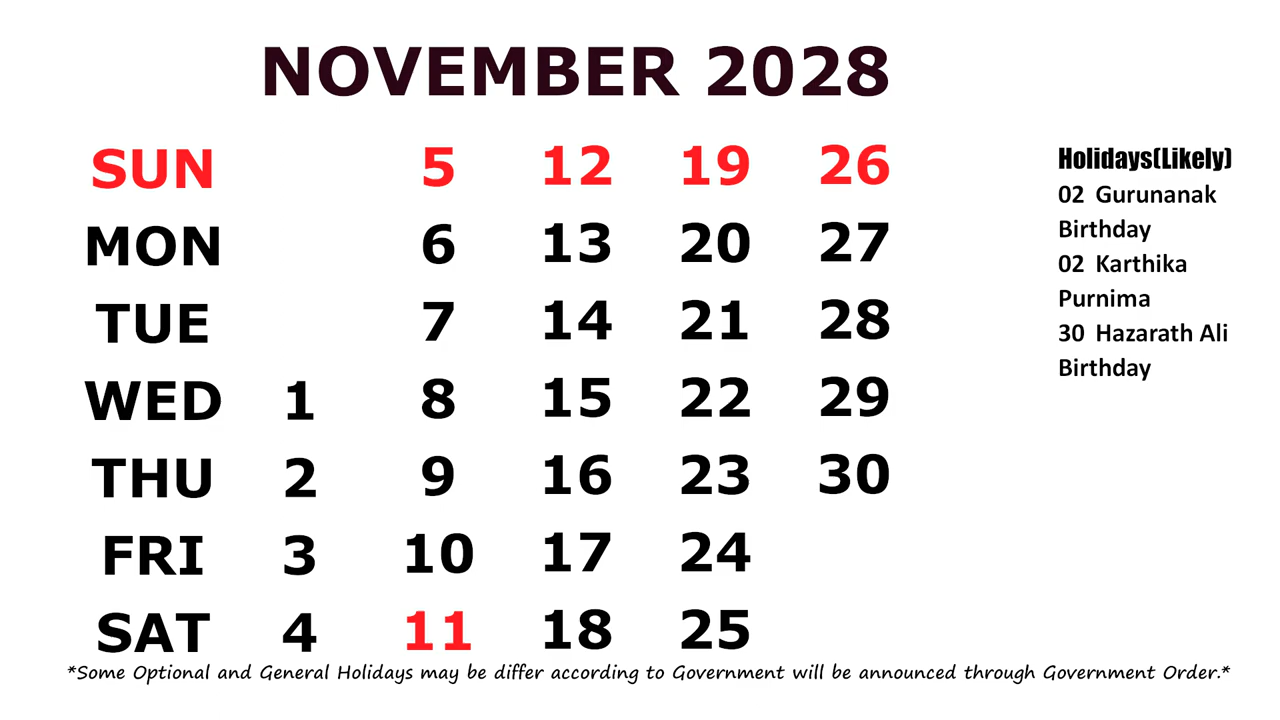 NOVEMBER 2028
SUN 5 12 19 26
MON 6 13 20 27
TUE 7 14 21 28
WED 1 8 15 22 29
THU 2 9 16 23 30
FRI 3 10 17 24
SAT 4 11 18 25
Holidays(Likely)
02 Gurunanak
Birthday
02 Karthika
Purnima
30 Hazarath Ali
Birthday
*Some Optional and General Holidays may be differ according to Government will be announced through Government Order.*